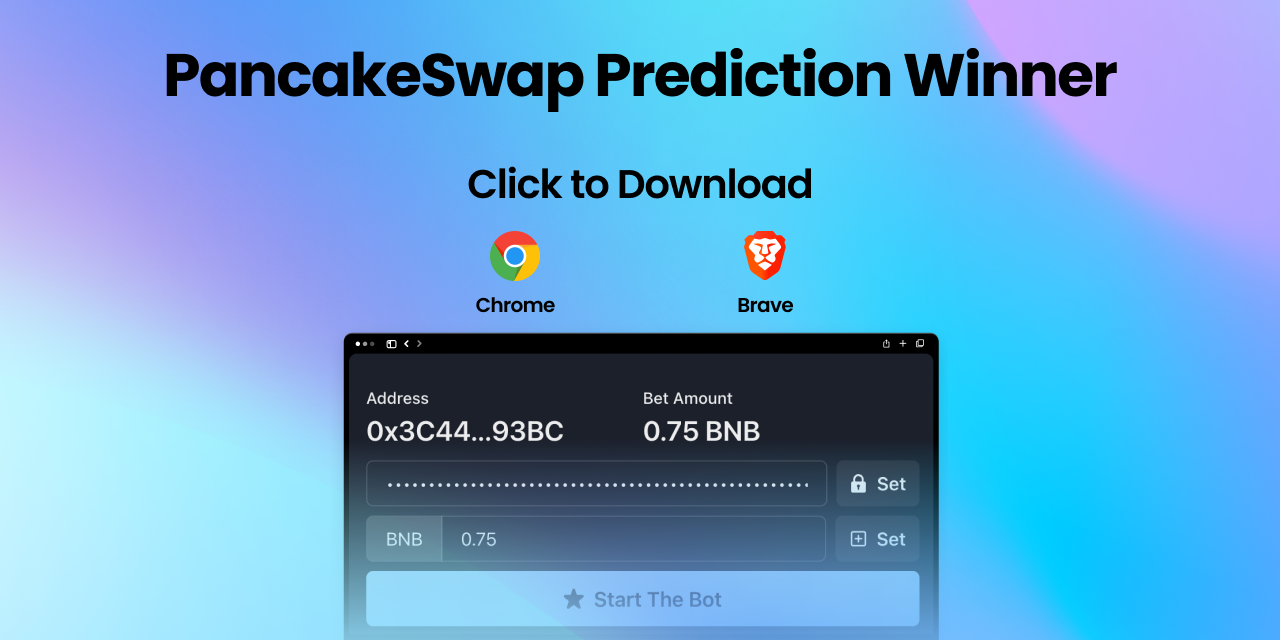 PancakeSwap Prediction Winner
Click to Download
Chrome Brave
Address Bet Amount
0x3C44...93BC 0.75 BNB
Set
BNB 0.75 Set
Start The Bot